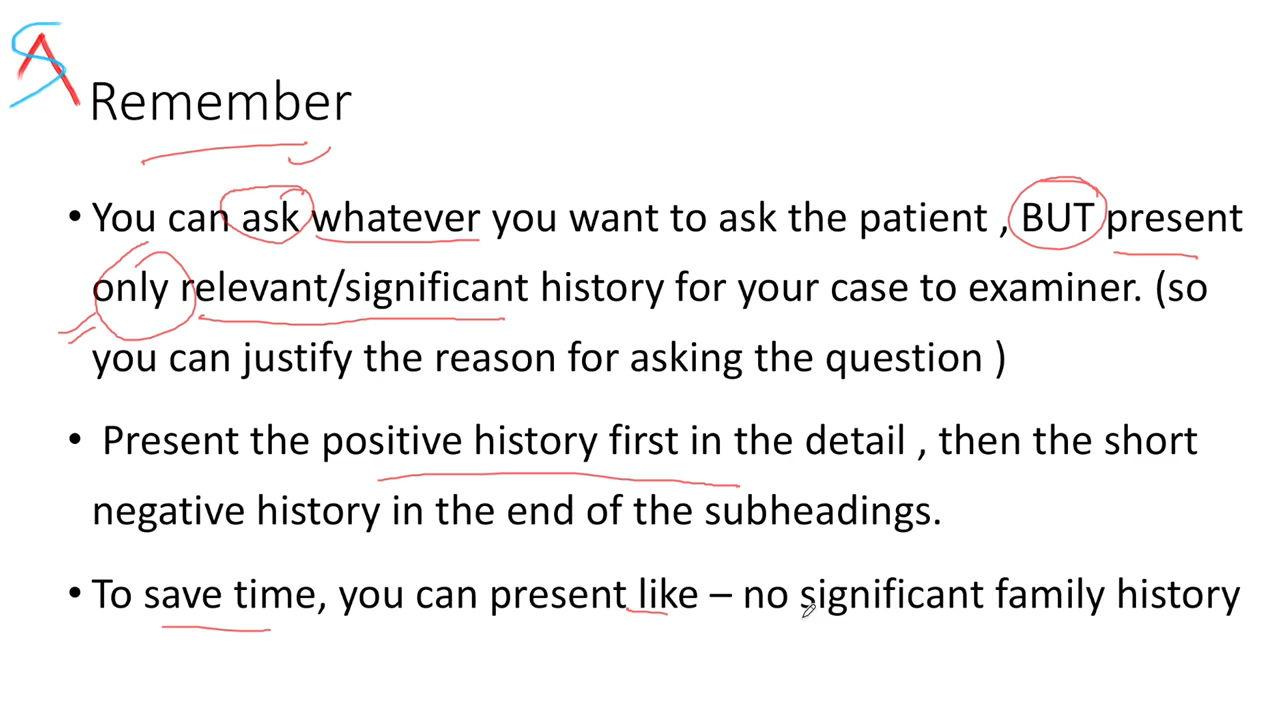 SA
Remember
• You can ask whatever you want to ask the patient , BUT present
only relevant/significant history for your case to examiner. (so
you can justify the reason for asking the question )
• Present the positive history first in the detail , then the short
negative history in the end of the subheadings.
• To save time, you can present like – no significant family history